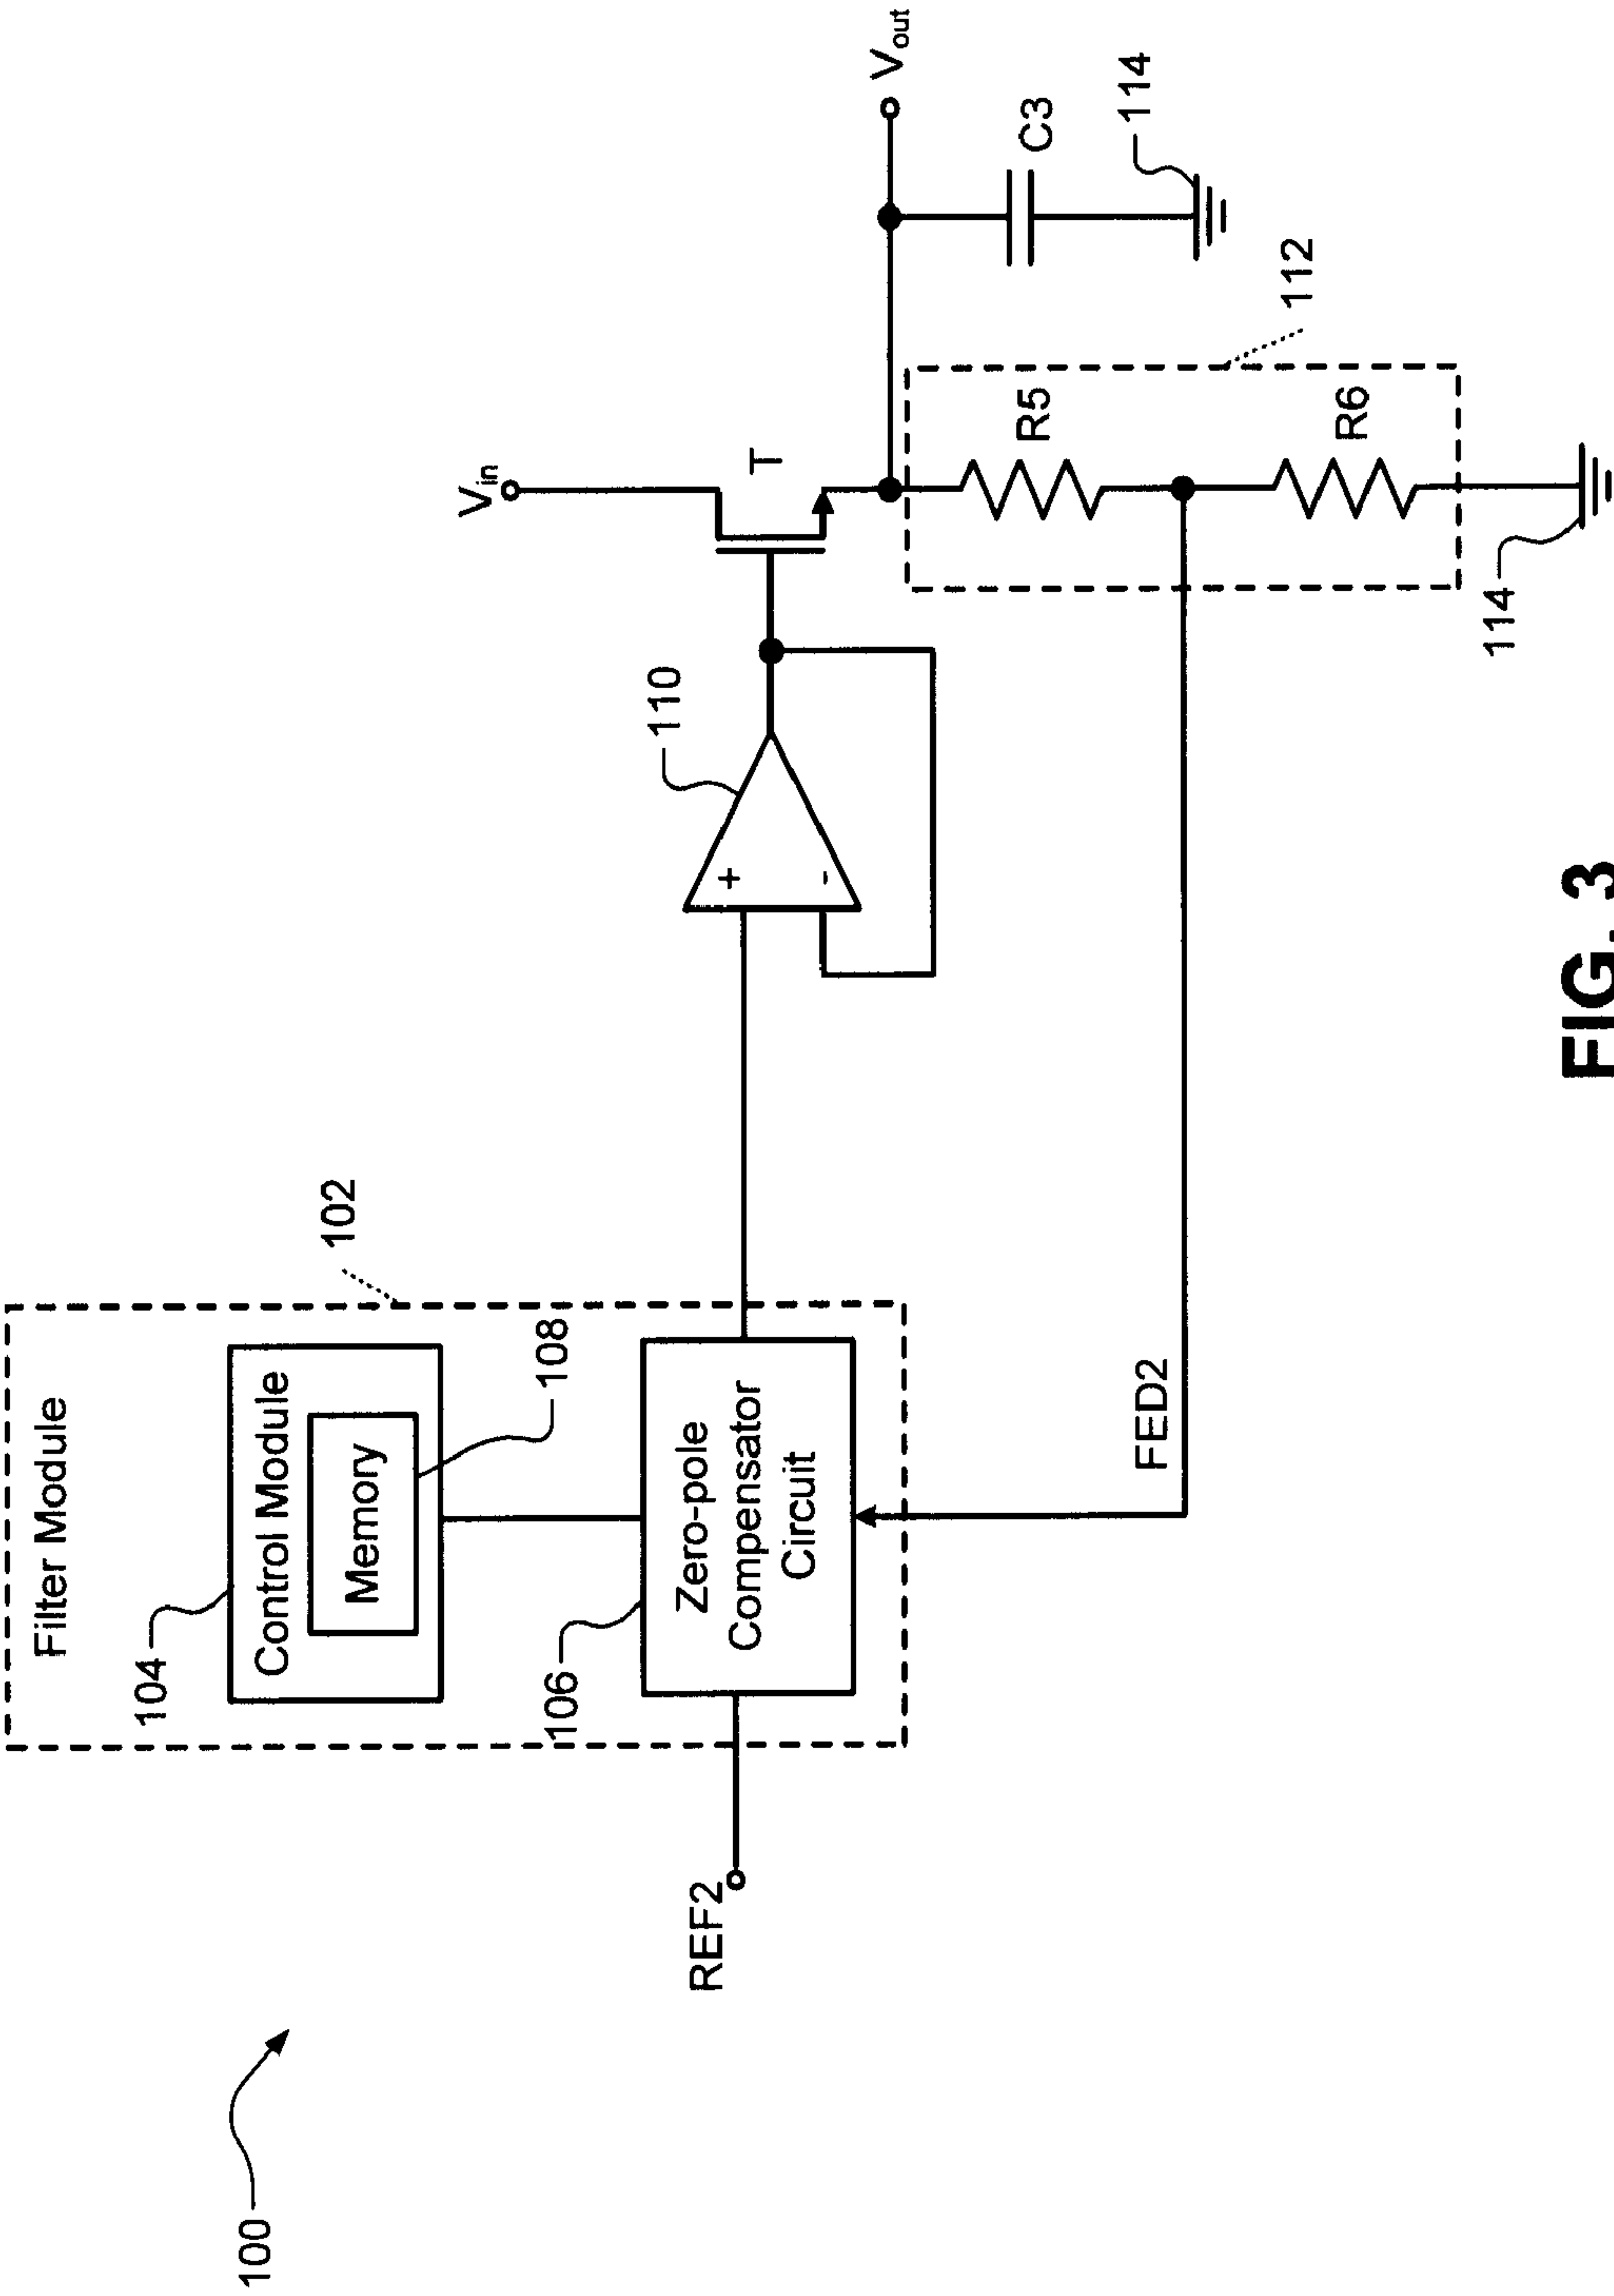 100
Filter Module
102
104
Control Module
Memory
108
106
Zero-pole
Compensator
Circuit
REF2
FED2
110
+
-
Vin
T
Vout
C3
114
R5
112
R6
114
FIG. 3